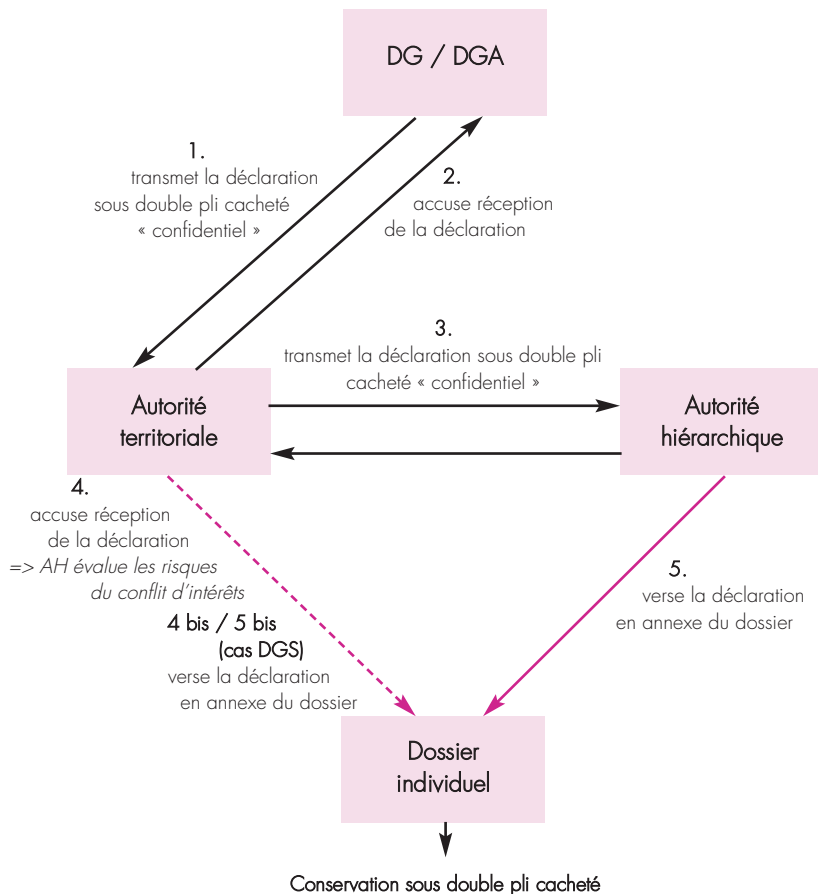 DG / DGA
1.
transmet la déclaration
sous double pli cacheté
« confidentiel »
2.
accuse réception
de la déclaration
3.
transmet la déclaration sous double pli
cacheté « confidentiel »
Autorité
territoriale
Autorité
hiérarchique
4.
accuse réception
de la déclaration
=> AH évalue les risques
du conflit d’intérêts
4 bis / 5 bis
(cas DGS)
verse la déclaration
en annexe du dossier
5.
verse la déclaration
en annexe du dossier
Dossier
individuel
Conservation sous double pli cacheté